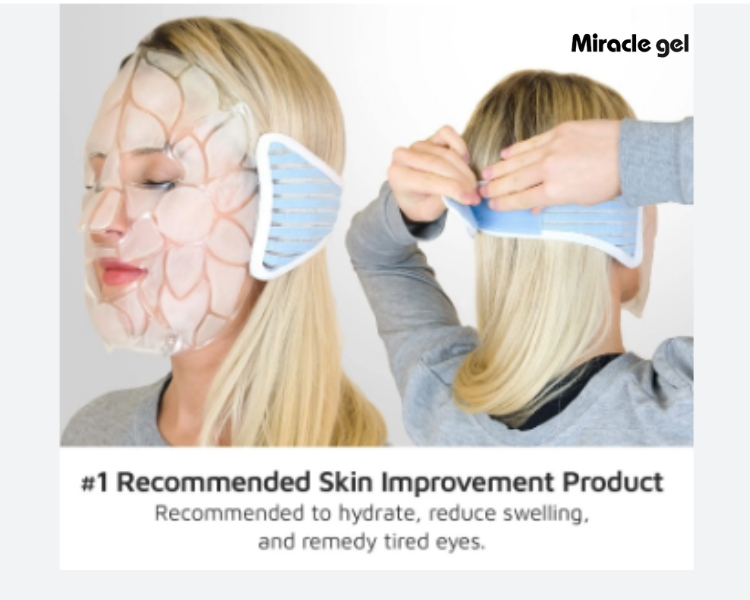 Miracle gel
#1 Recommended Skin Improvement Product
Recommended to hydrate, reduce swelling,
and remedy tired eyes.